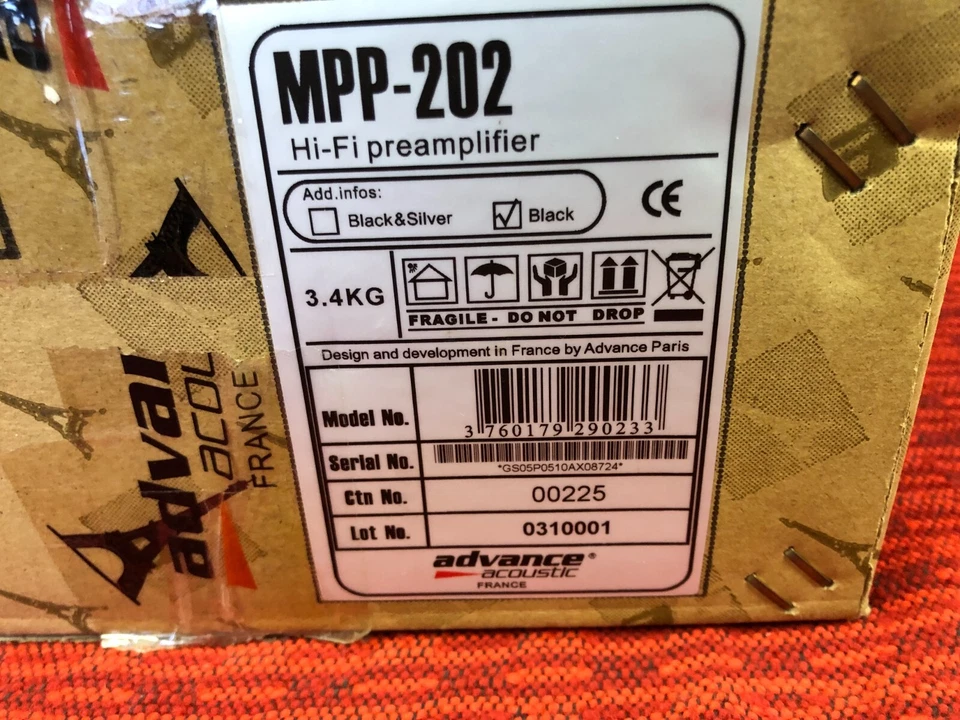 MPP-202
Hi-Fi preamplifier
Add.infos:
Black&Silver
Black
CE
3.4KG
FRAGILE - DO NOT DROP
Design and development in France by Advance Paris
Model No.
3 760179 290233
Serial No.
*GS05P0510AX08724*
Ctn No.
00225
Lot No.
0310001
advance®
acoustic
FRANCE
FRANCE